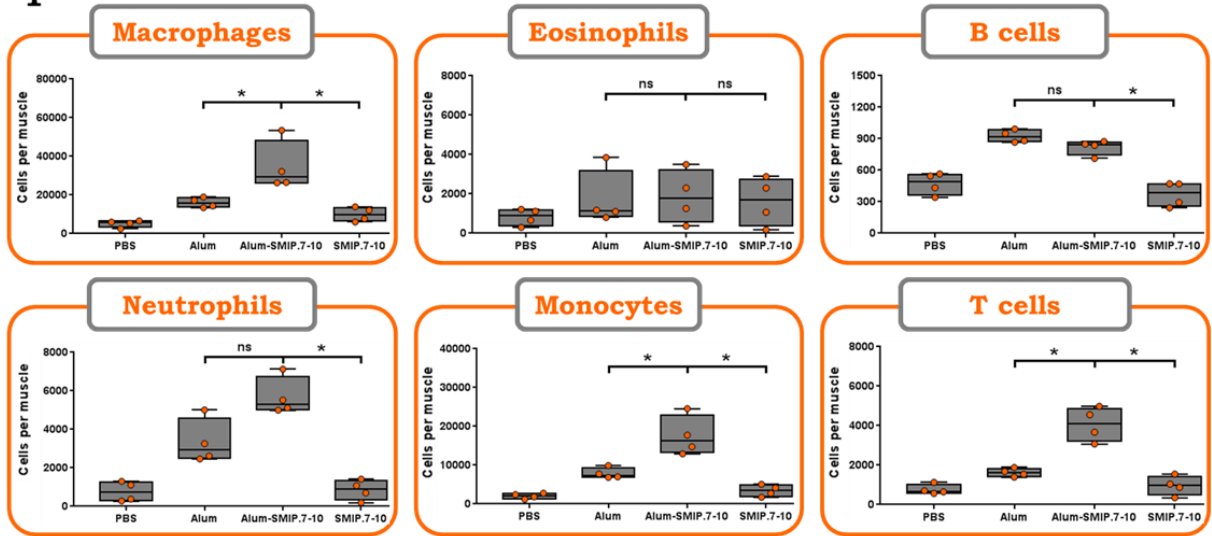 Macrophages
Cells per muscle
80000
60000
40000
20000
0
* *
PBS Alum Alum-SMIP.7-10 SMIP.7-10
Eosinophils
Cells per muscle
8000
6000
4000
2000
0
ns ns
PBS Alum Alum-SMIP.7-10 SMIP.7-10
B cells
Cells per muscle
1500
1200
900
600
300
0
ns *
PBS Alum Alum-SMIP.7-10 SMIP.7-10
Neutrophils
Cells per muscle
8000
6000
4000
2000
0
ns *
PBS Alum Alum-SMIP.7-10 SMIP.7-10
Monocytes
Cells per muscle
40000
30000
20000
10000
0
* *
PBS Alum Alum-SMIP.7-10 SMIP.7-10
T cells
Cells per muscle
8000
6000
4000
2000
0
* *
PBS Alum Alum-SMIP.7-10 SMIP.7-10